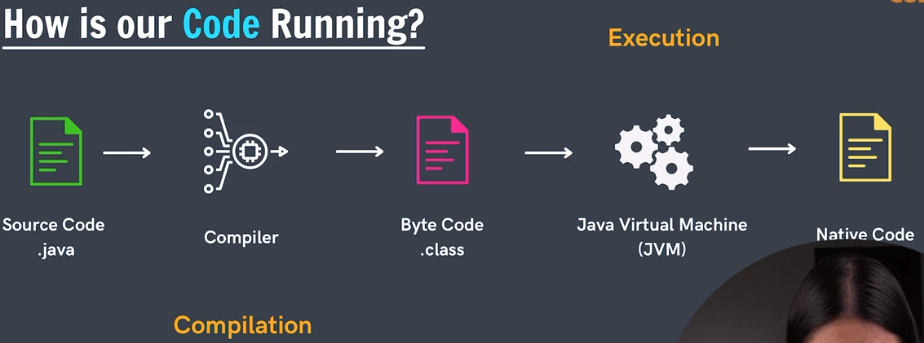 How is our Code Running?
Execution
Source Code
.java
Compiler
Byte Code
.class
Java Virtual Machine
(JVM)
Native Code
Compilation